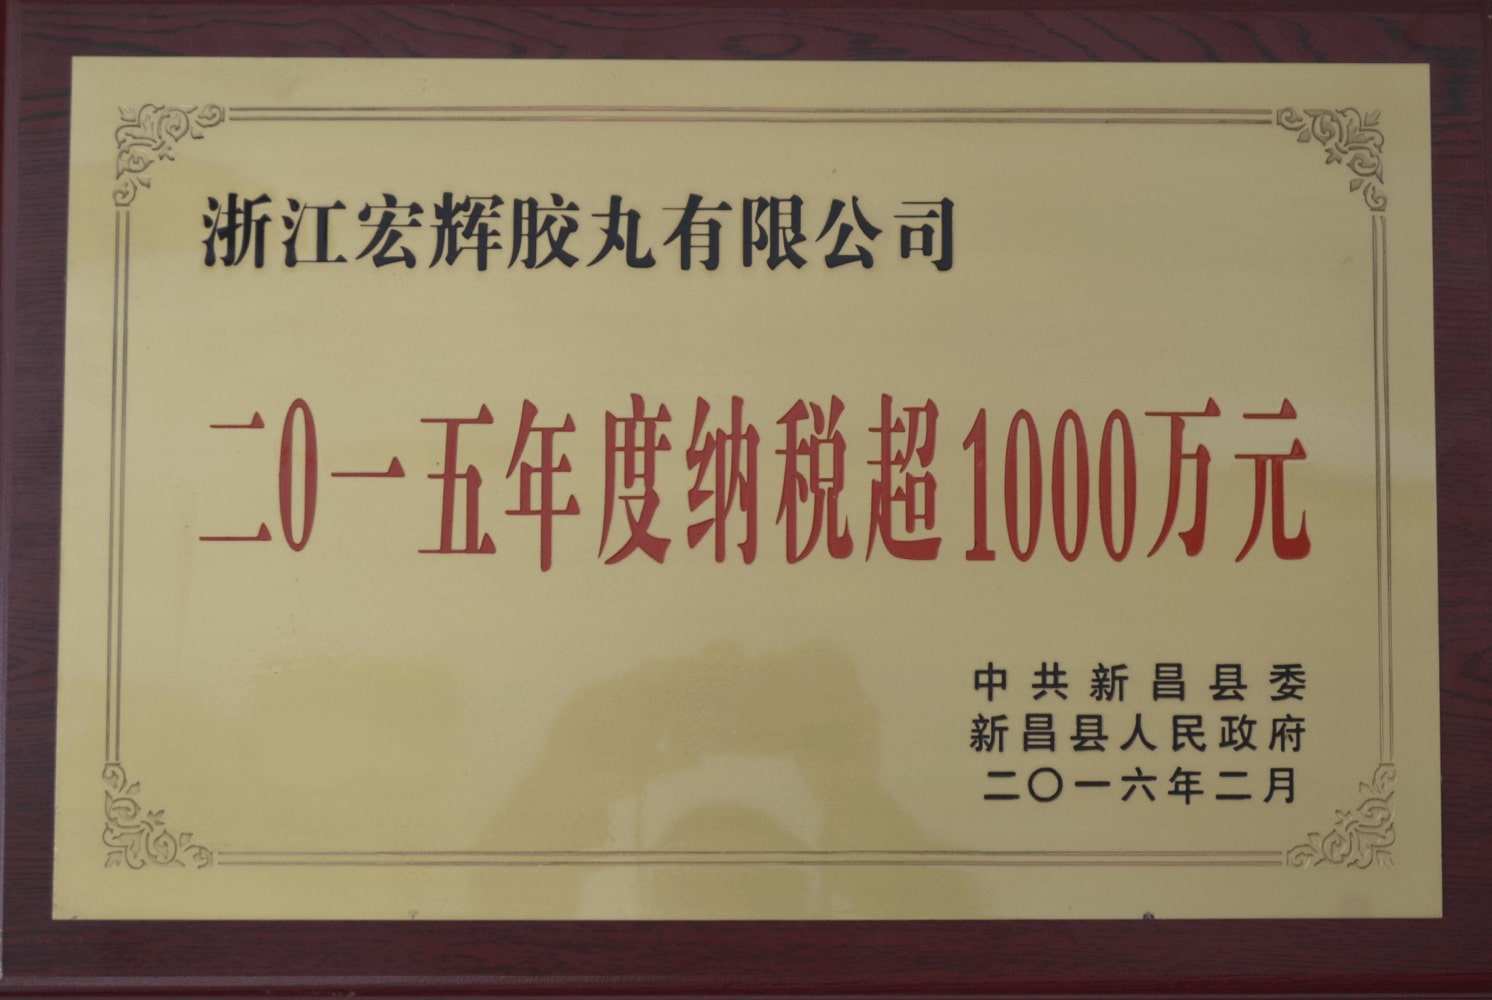 浙江宏辉胶丸有限公司
二0一五年度纳税超1000万元
中共新昌县委
新昌县人民政府
二〇一六年二月